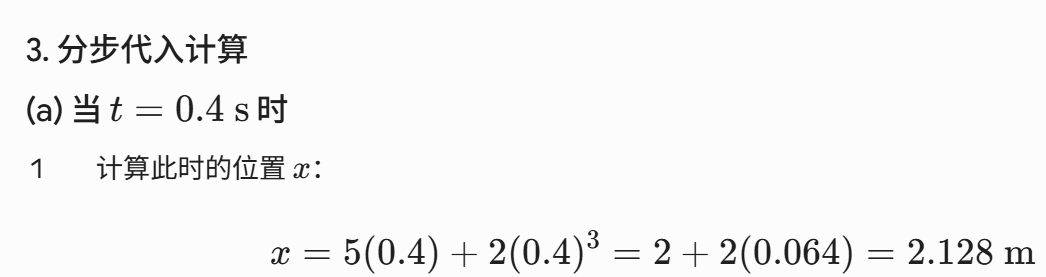 3. 分步代入计算
(a) 当 t = 0.4 s 时
1 计算此时的位置 x：
x = 5(0.4) + 2(0.4)³ = 2 + 2(0.064) = 2.128 m